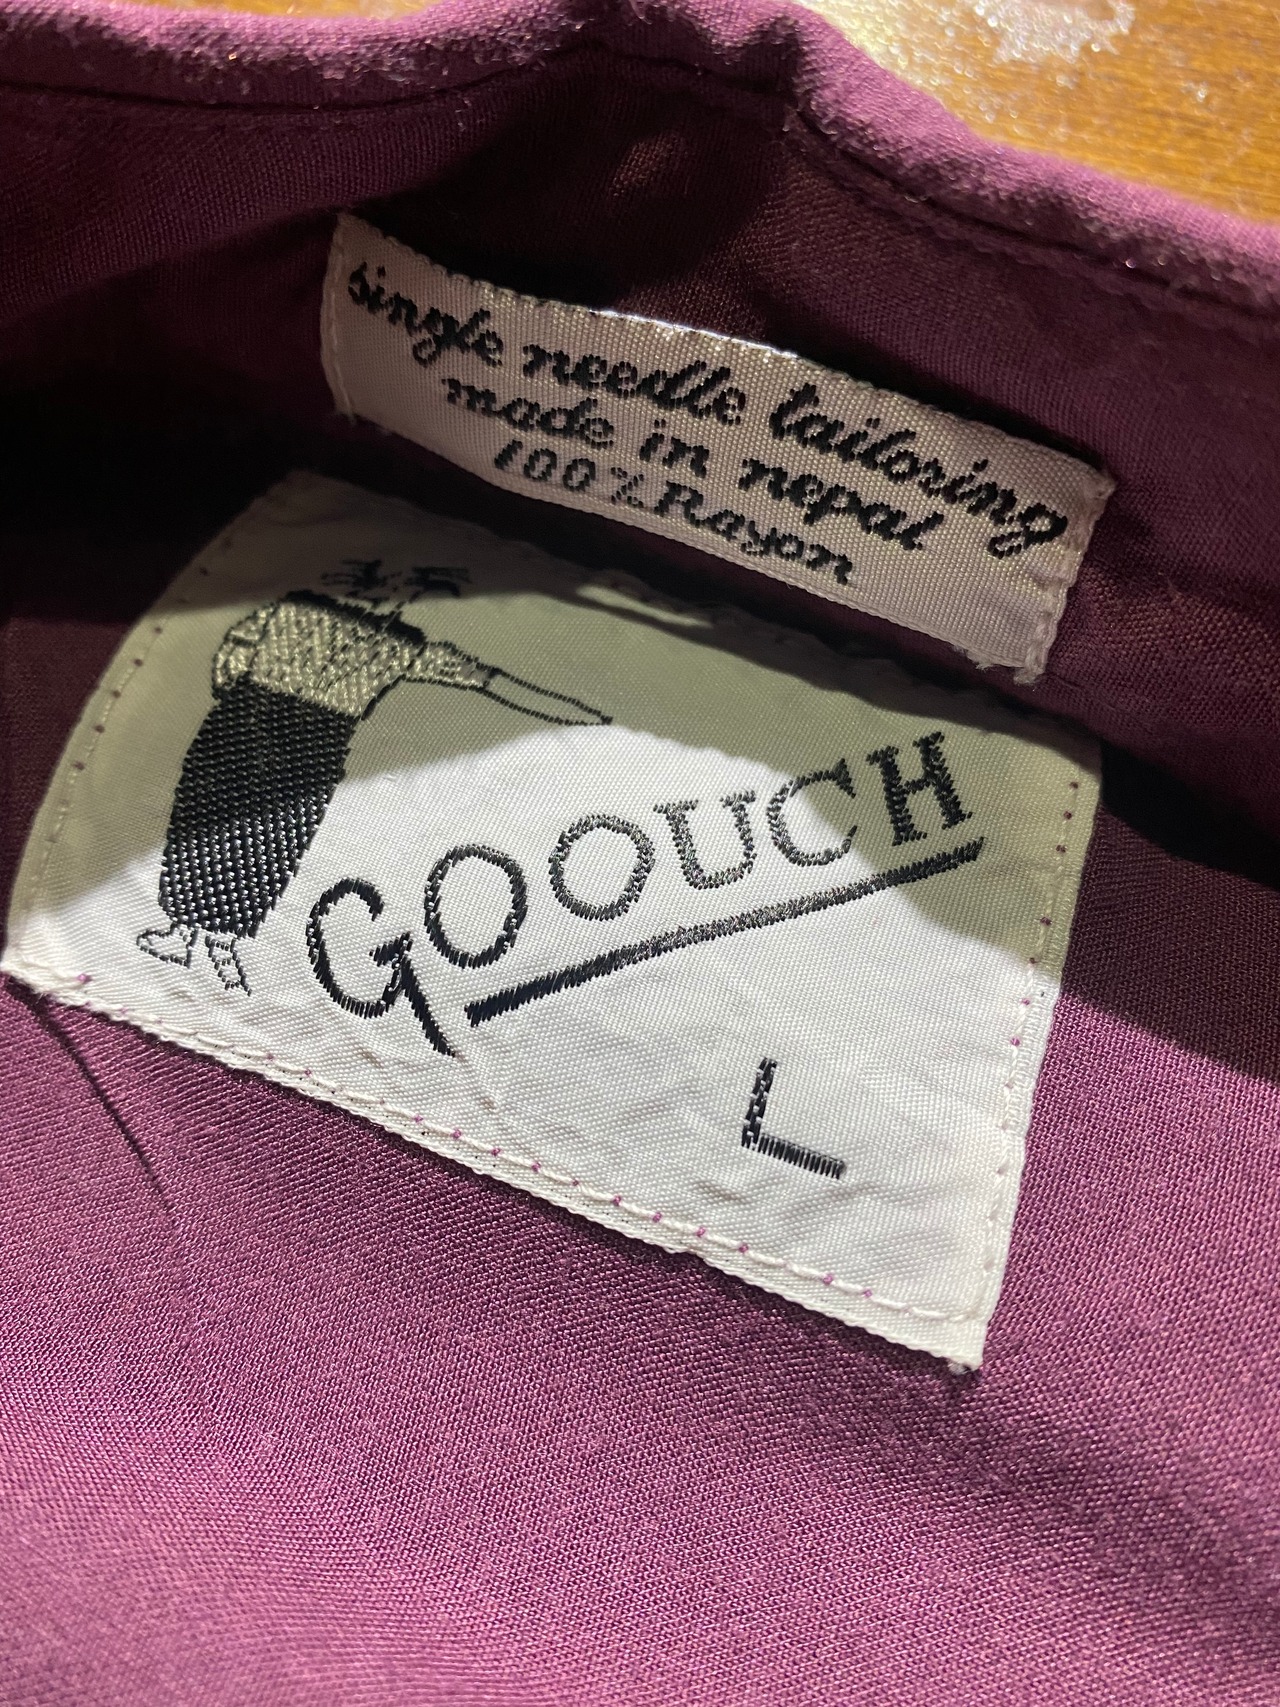 single needle tailoring
made in nepal
100% Rayon
GOOUCH
L